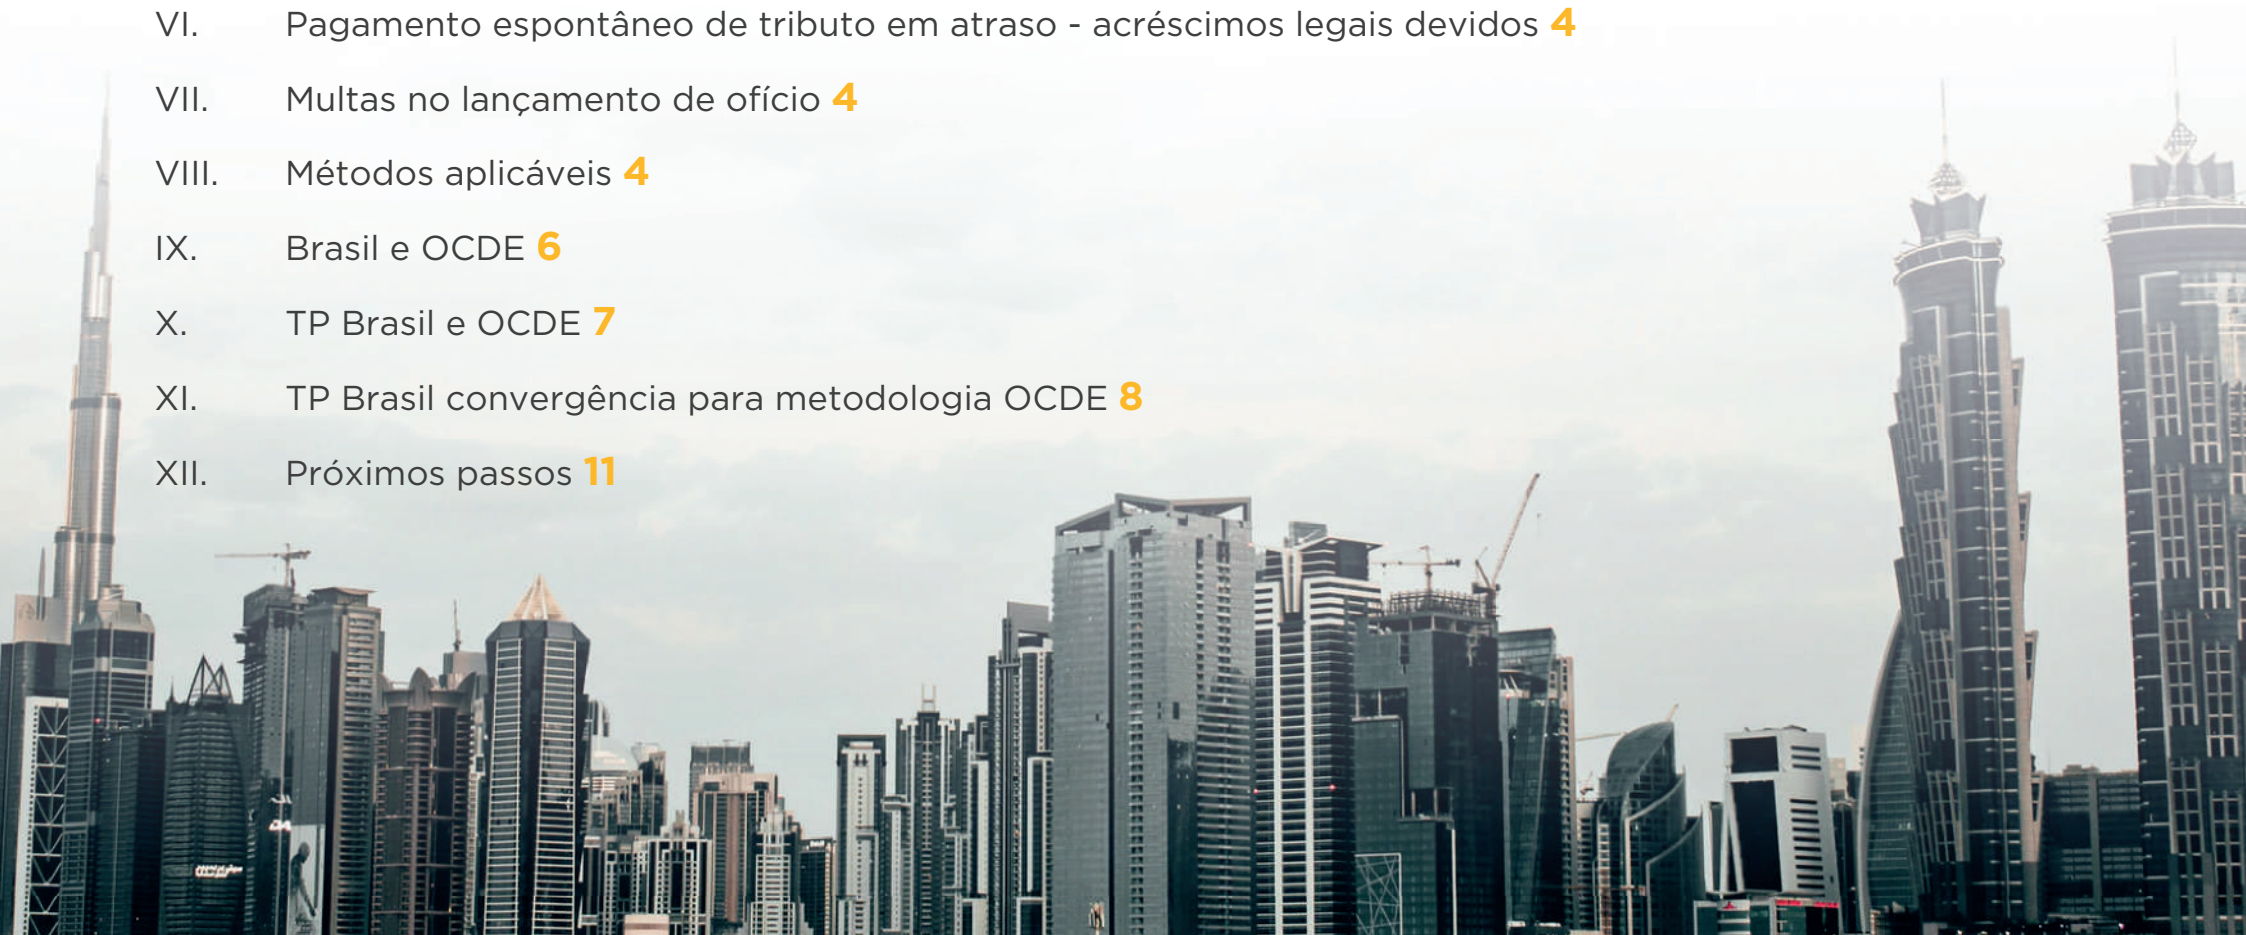 VI. Pagamento espontâneo de tributo em atraso - acréscimos legais devidos 4
VII. Multas no lançamento de ofício 4
VIII. Métodos aplicáveis 4
IX. Brasil e OCDE 6
X. TP Brasil e OCDE 7
XI. TP Brasil convergência para metodologia OCDE 8
XII. Próximos passos 11